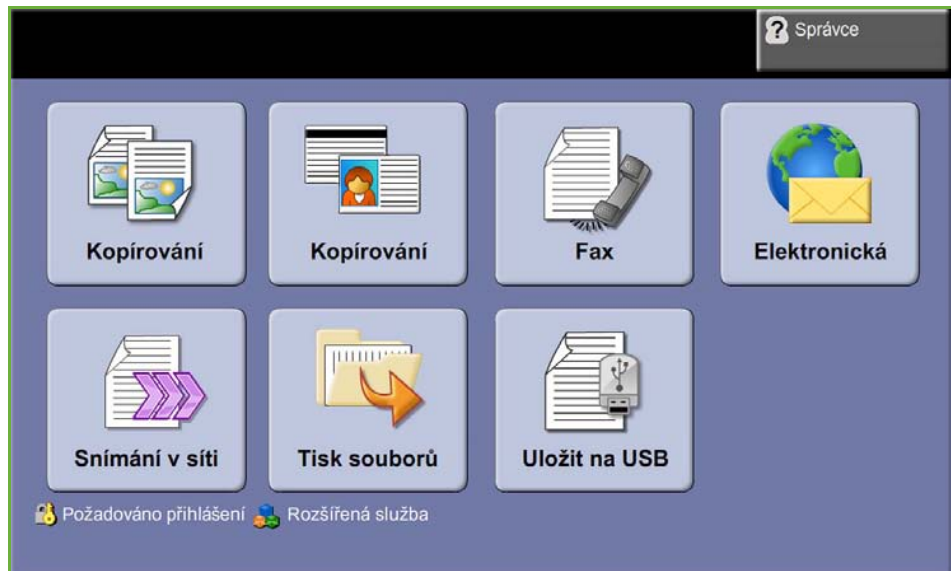 Správce
Kopírování
Kopírování
Fax
Elektronická
Snímání v síti
Tisk souborů
Uložit na USB
Požadováno přihlášení
Rozšířená služba